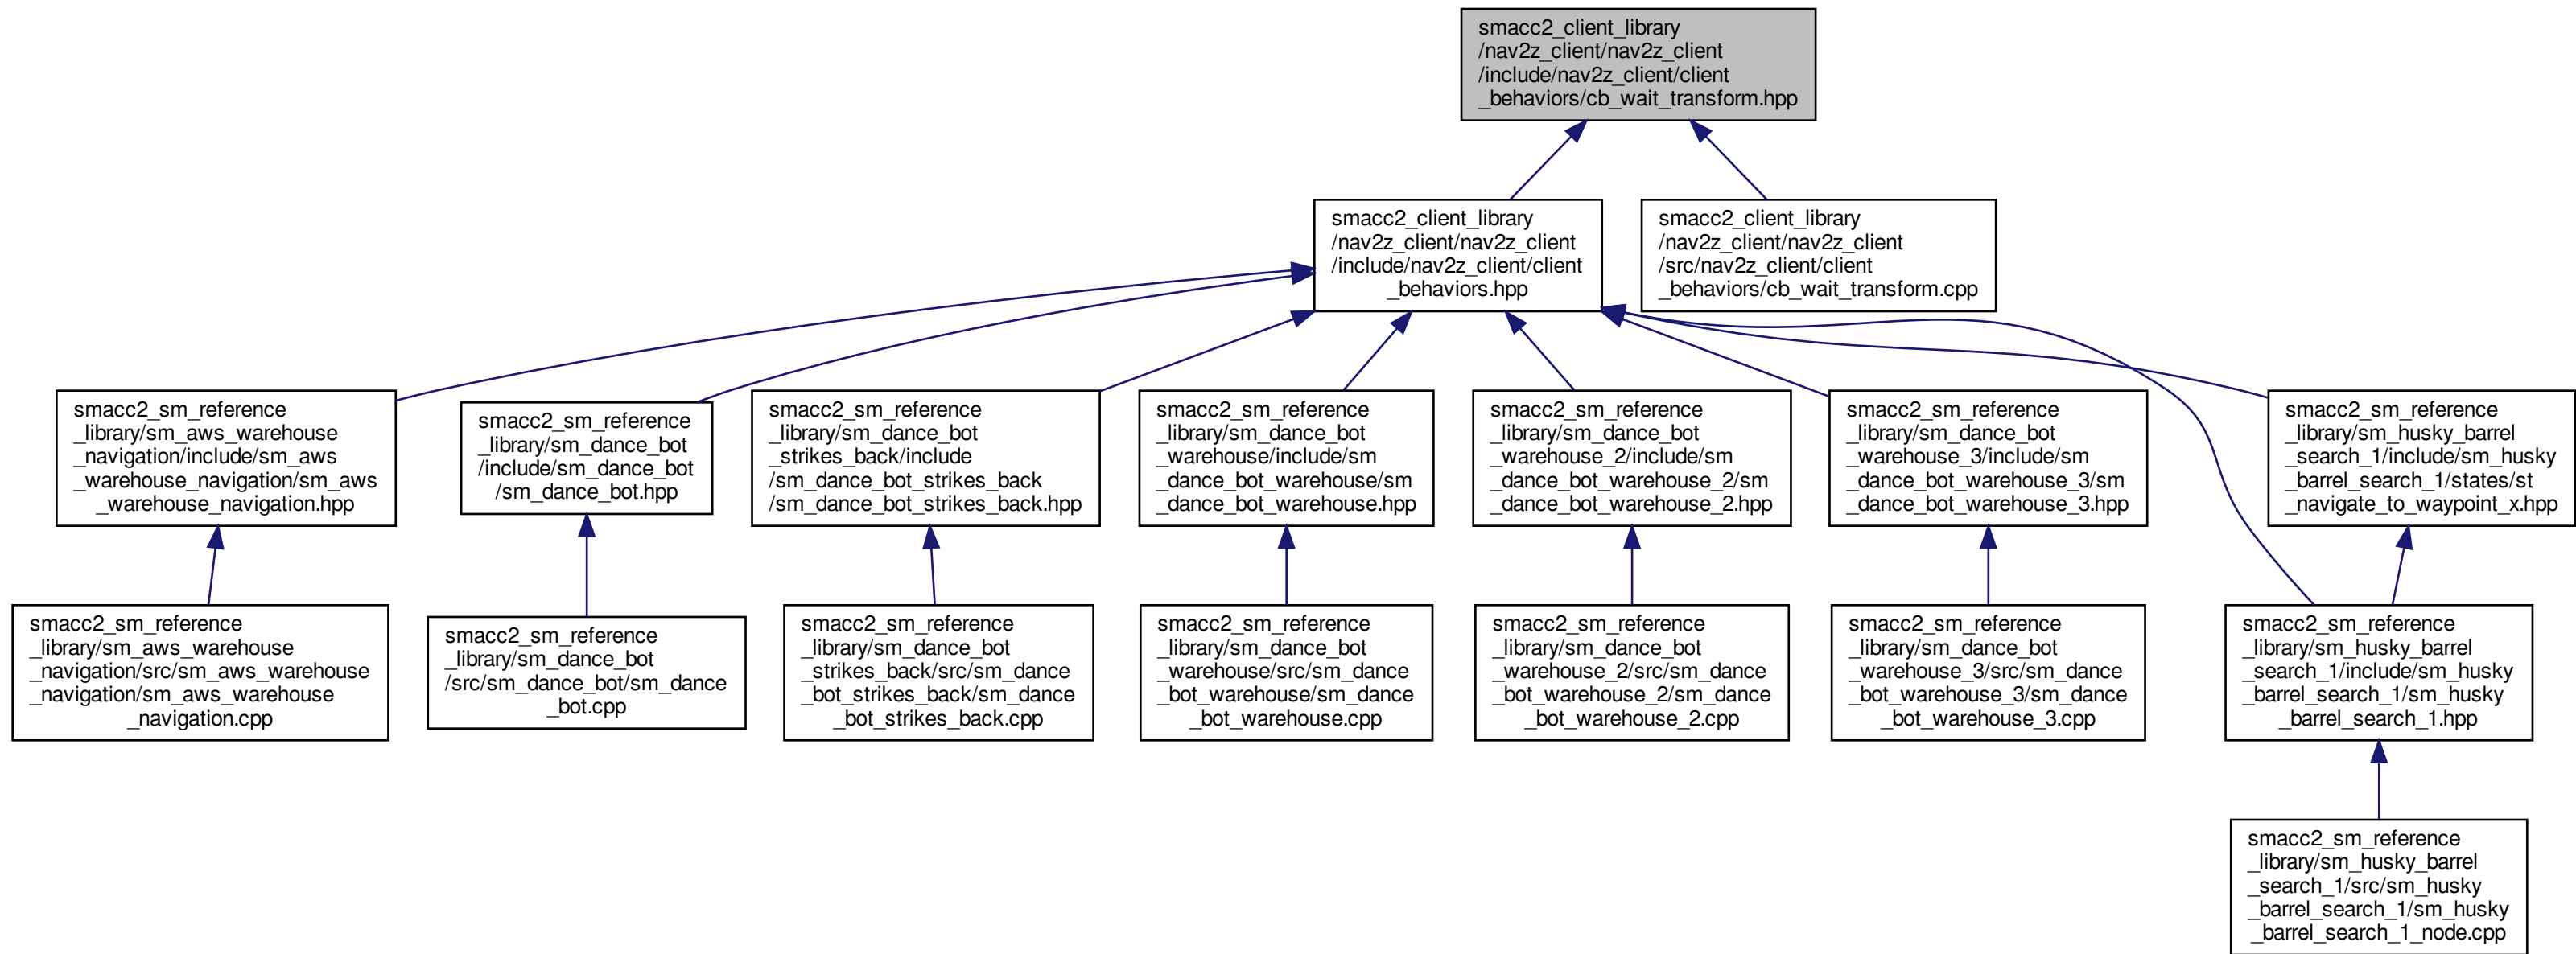 smacc2_client_library
/nav2z_client/nav2z_client
/include/nav2z_client/client
_behaviors/cb_wait_transform.hpp
smacc2_client_library
/nav2z_client/nav2z_client
/include/nav2z_client/client
_behaviors.hpp
smacc2_client_library
/nav2z_client/nav2z_client
/src/nav2z_client/client
_behaviors/cb_wait_transform.cpp
smacc2_sm_reference
_library/sm_aws_warehouse
_navigation/include/sm_aws
_warehouse_navigation/sm_aws
_warehouse_navigation.hpp
smacc2_sm_reference
_library/sm_dance_bot
/include/sm_dance_bot
/sm_dance_bot.hpp
smacc2_sm_reference
_library/sm_dance_bot
_strikes_back/include
/sm_dance_bot_strikes_back
/sm_dance_bot_strikes_back.hpp
smacc2_sm_reference
_library/sm_dance_bot
_warehouse/include/sm
_dance_bot_warehouse/sm
_dance_bot_warehouse.hpp
smacc2_sm_reference
_library/sm_dance_bot
_warehouse_2/include/sm
_dance_bot_warehouse_2/sm
_dance_bot_warehouse_2.hpp
smacc2_sm_reference
_library/sm_dance_bot
_warehouse_3/include/sm
_dance_bot_warehouse_3/sm
_dance_bot_warehouse_3.hpp
smacc2_sm_reference
_library/sm_husky_barrel
_search_1/include/sm_husky
_barrel_search_1/states/st
_navigate_to_waypoint_x.hpp
smacc2_sm_reference
_library/sm_aws_warehouse
_navigation/src/sm_aws_warehouse
_navigation/sm_aws_warehouse
_navigation.cpp
smacc2_sm_reference
_library/sm_dance_bot
/src/sm_dance_bot/sm_dance
_bot.cpp
smacc2_sm_reference
_library/sm_dance_bot
_strikes_back/src/sm_dance
_bot_strikes_back/sm_dance
_bot_strikes_back.cpp
smacc2_sm_reference
_library/sm_dance_bot
_warehouse/src/sm_dance
_bot_warehouse/sm_dance
_bot_warehouse.cpp
smacc2_sm_reference
_library/sm_dance_bot
_warehouse_2/src/sm_dance
_bot_warehouse_2/sm_dance
_bot_warehouse_2.cpp
smacc2_sm_reference
_library/sm_dance_bot
_warehouse_3/src/sm_dance
_bot_warehouse_3/sm_dance
_bot_warehouse_3.cpp
smacc2_sm_reference
_library/sm_husky_barrel
_search_1/include/sm_husky
_barrel_search_1/sm_husky
_barrel_search_1.hpp
smacc2_sm_reference
_library/sm_husky_barrel
_search_1/src/sm_husky
_barrel_search_1/sm_husky
_barrel_search_1_node.cpp